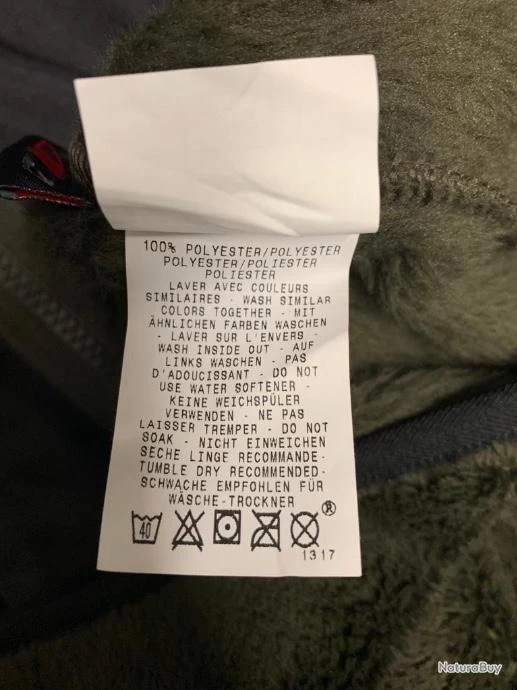 100% POLYESTER/POLYESTER
POLYESTER/POLIESTER
POLIÉSTER
LAVER AVEC COULEURS
SIMILAIRES - WASH SIMILAR
COLORS TOGETHER - MIT
ÄHNLICHEN FARBEN WASCHEN
- LAVER SUR L'ENVERS -
WASH INSIDE OUT - AUF
LINKS WASCHEN - PAS
D'ADOUCISSANT - DO NOT
USE WATER SOFTENER -
KEINE WEICHSPÜLER
VERWENDEN - NE PAS
LAISSER TREMPER - DO NOT
SOAK - NICHT EINWEICHEN
SECHE LINGE RECOMMANDE-
TUMBLE DRY RECOMMENDED-
SCHWACHE EMPFOHLEN FÜR
WÄSCHE-TROCKNER
®
40
1317
NaturaBuy